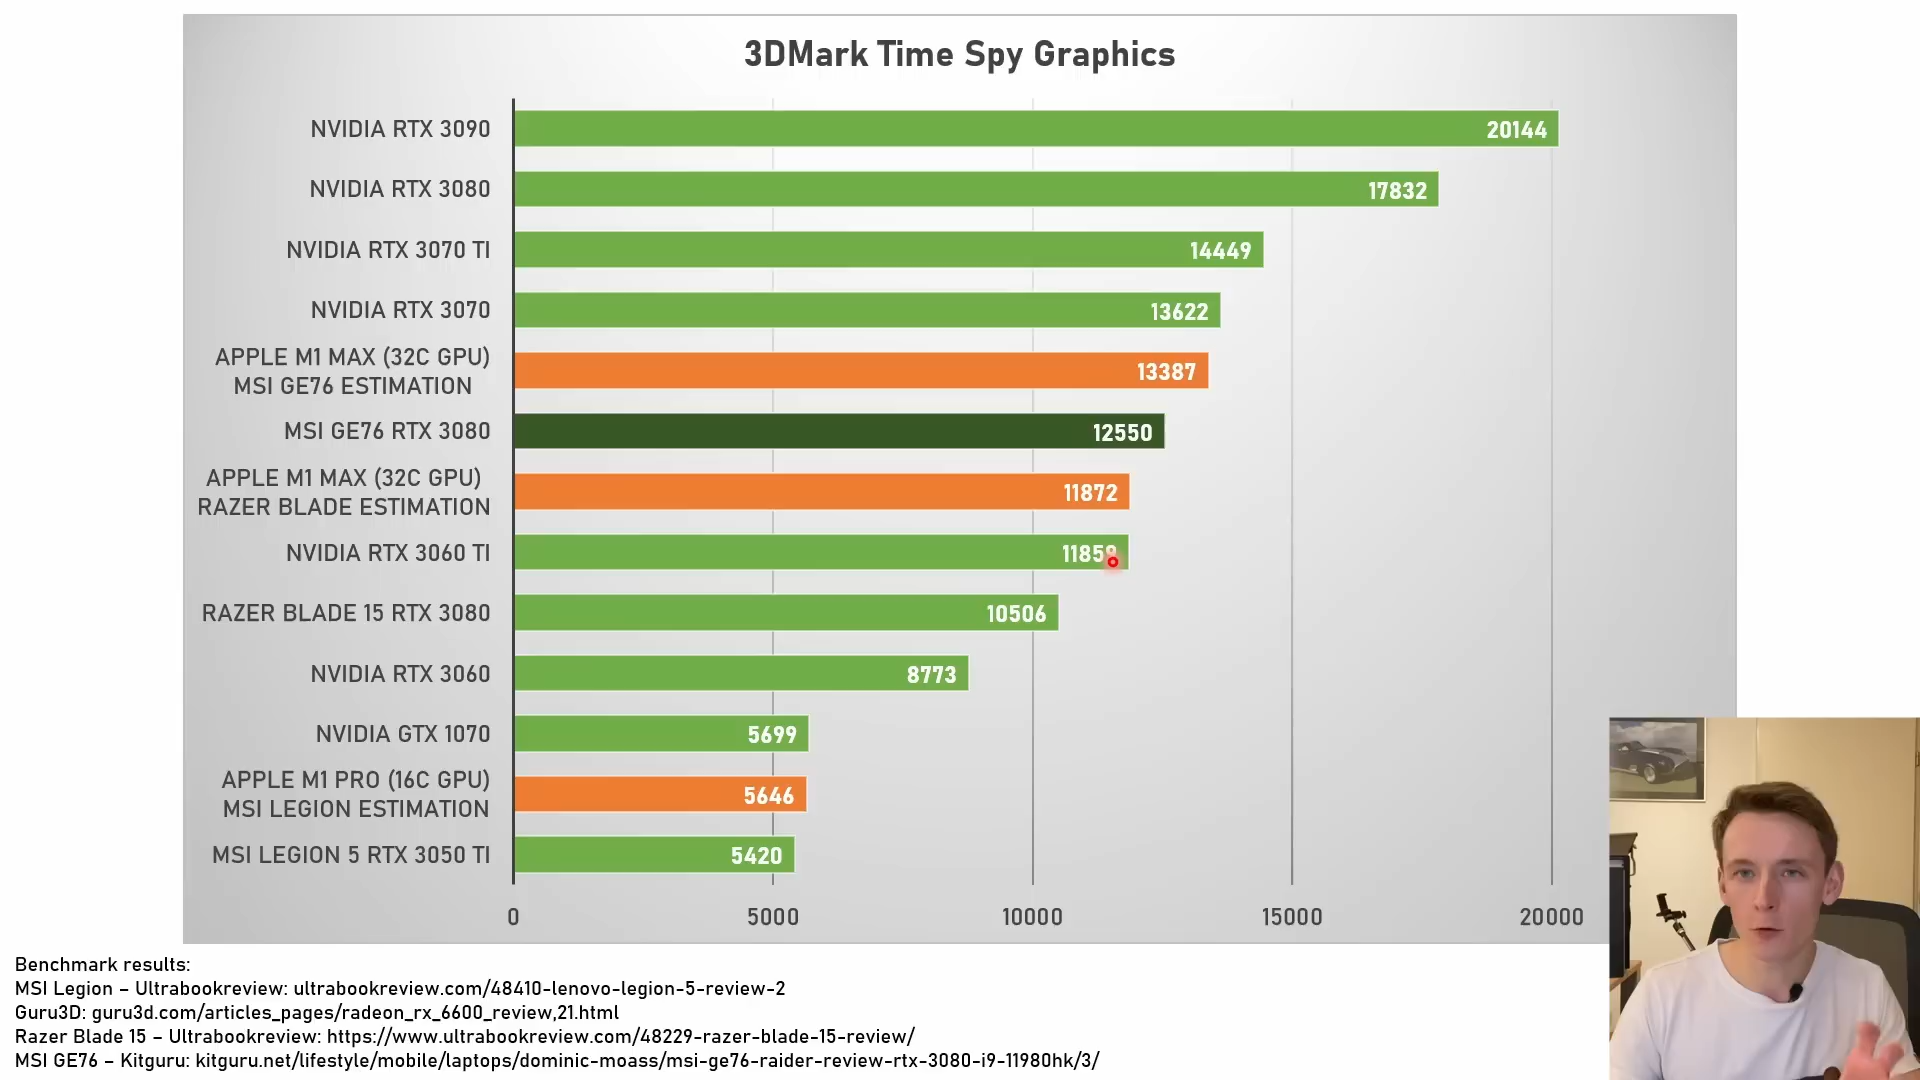 3DMark Time Spy Graphics
NVIDIA RTX 3090
20144
NVIDIA RTX 3080
17832
NVIDIA RTX 3070 TI
14449
NVIDIA RTX 3070
13622
APPLE M1 MAX (32C GPU)
MSI GE76 ESTIMATION
13387
MSI GE76 RTX 3080
12550
APPLE M1 MAX (32C GPU)
RAZER BLADE ESTIMATION
11872
NVIDIA RTX 3060 TI
RAZER BLADE 15 RTX 3080
10506
NVIDIA RTX 3060
8773
NVIDIA GTX 1070
5699
APPLE M1 PRO (16C GPU)
MSI LEGION ESTIMATION
5646
MSI LEGION 5 RTX 3050 TI
5420
0 5000 10000 15000 20000
Benchmark results:
MSI Legion – Ultrabookreview: ultrabookreview.com/48410-lenovo-legion-5-review-2
Guru3D: guru3d.com/articles_pages/radeon_rx_6600_review,21.html
Razer Blade 15 – Ultrabookreview: https://www.ultrabookreview.com/48229-razer-blade-15-review/
MSI GE76 – Kitguru: kitguru.net/lifestyle/mobile/laptops/dominic-moass/msi-ge76-raider-review-rtx-3080-i9-11980hk/3/